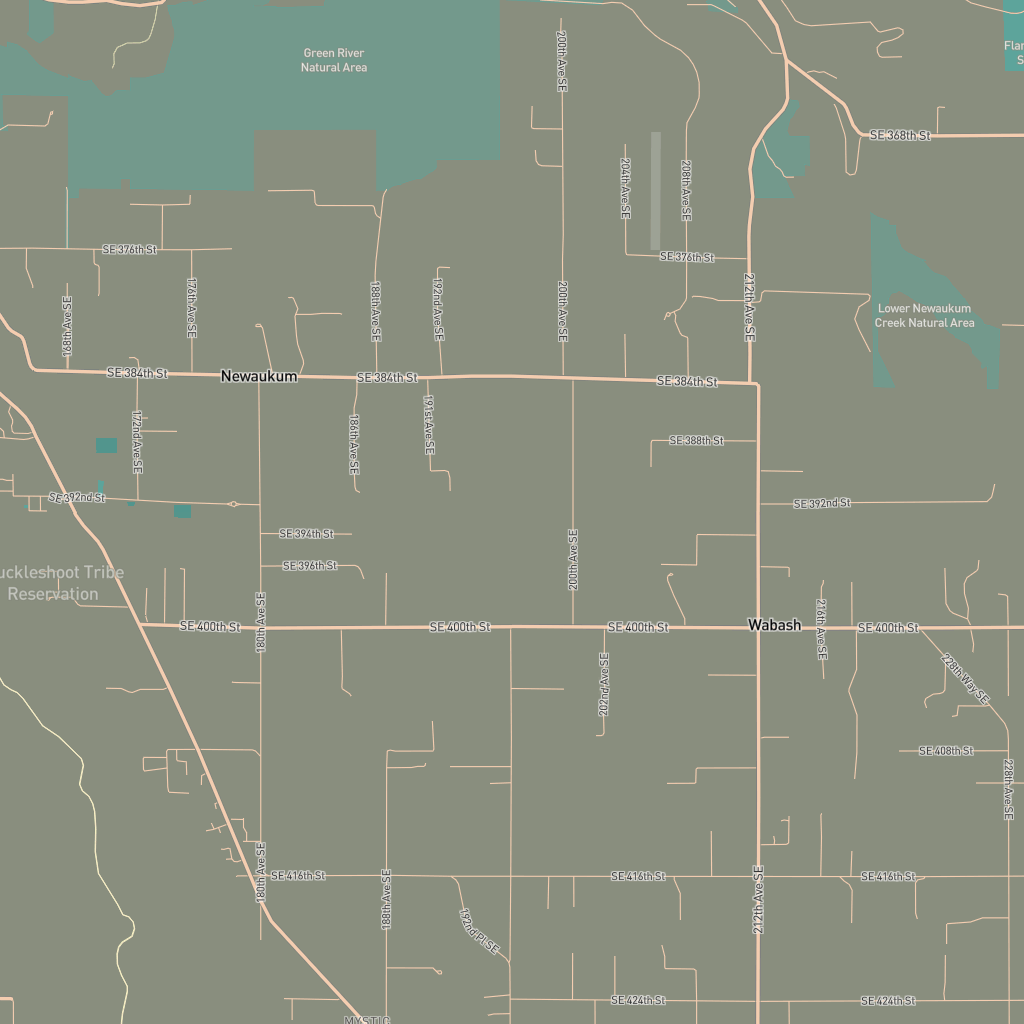 Green River
Natural Area
200th Ave SE
Flar
S
SE 368th St
204th Ave SE
208th Ave SE
SE 376th St
SE 376th St
168th Ave SE
176th Ave SE
188th Ave SE
192nd Ave SE
200th Ave SE
212th Ave SE
Lower Newaukum
Creek Natural Area
SE 384th St
Newaukum
SE 384th St
SE 384th St
172nd Ave SE
186th Ave SE
191st Ave SE
SE 388th St
SE 392nd St
SE 392nd St
SE 394th St
SE 396th St
200th Ave SE
uckleshoot Tribe
Reservation
180th Ave SE
SE 400th St
SE 400th St
SE 400th St
Wabash
216th Ave SE
SE 400th St
202nd Ave SE
228th Way SE
SE 408th St
228th Ave SE
180th Ave SE
SE 416th St
188th Ave SE
SE 416th St
212th Ave SE
SE 416th St
192nd Pl SE
SE 424th St
SE 424th St
MYSTIC